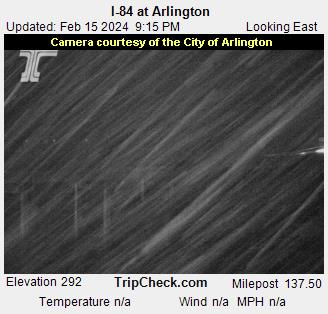 I-84 at Arlington
Updated: Feb 15 2024 9:15 PM Looking East
Camera courtesy of the City of Arlington
Elevation 292 TripCheck.com Milepost 137.50
Temperature n/a Wind n/a MPH n/a